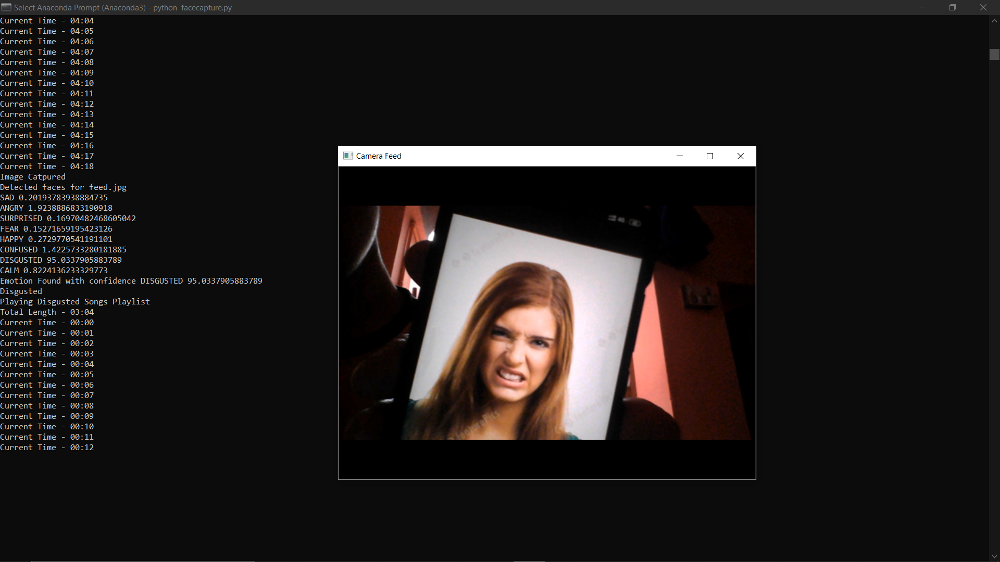 Select Anaconda Prompt (Anaconda3) - python  facecapture.py
Current Time - 04:04
Current Time - 04:05
Current Time - 04:06
Current Time - 04:07
Current Time - 04:08
Current Time - 04:09
Current Time - 04:10
Current Time - 04:11
Current Time - 04:12
Current Time - 04:13
Current Time - 04:14
Current Time - 04:15
Current Time - 04:16
Current Time - 04:17
Current Time - 04:18
Image Catpured
Detected faces for feed.jpg
SAD 0.20193783938884735
ANGRY 1.9238886833190918
SURPRISED 0.16970482468605042
FEAR 0.15271659195423126
HAPPY 0.2729770541191101
CONFUSED 1.4225733280181885
DISGUSTED 95.0337905883789
CALM 0.8224136233329773
Emotion Found with confidence DISGUSTED 95.0337905883789
Disgusted
Playing Disgusted Songs Playlist
Total Length - 03:04
Current Time - 00:00
Current Time - 00:01
Current Time - 00:02
Current Time - 00:03
Current Time - 00:04
Current Time - 00:05
Current Time - 00:06
Current Time - 00:07
Current Time - 00:08
Current Time - 00:09
Current Time - 00:10
Current Time - 00:11
Current Time - 00:12
Camera Feed
4G
featurePics